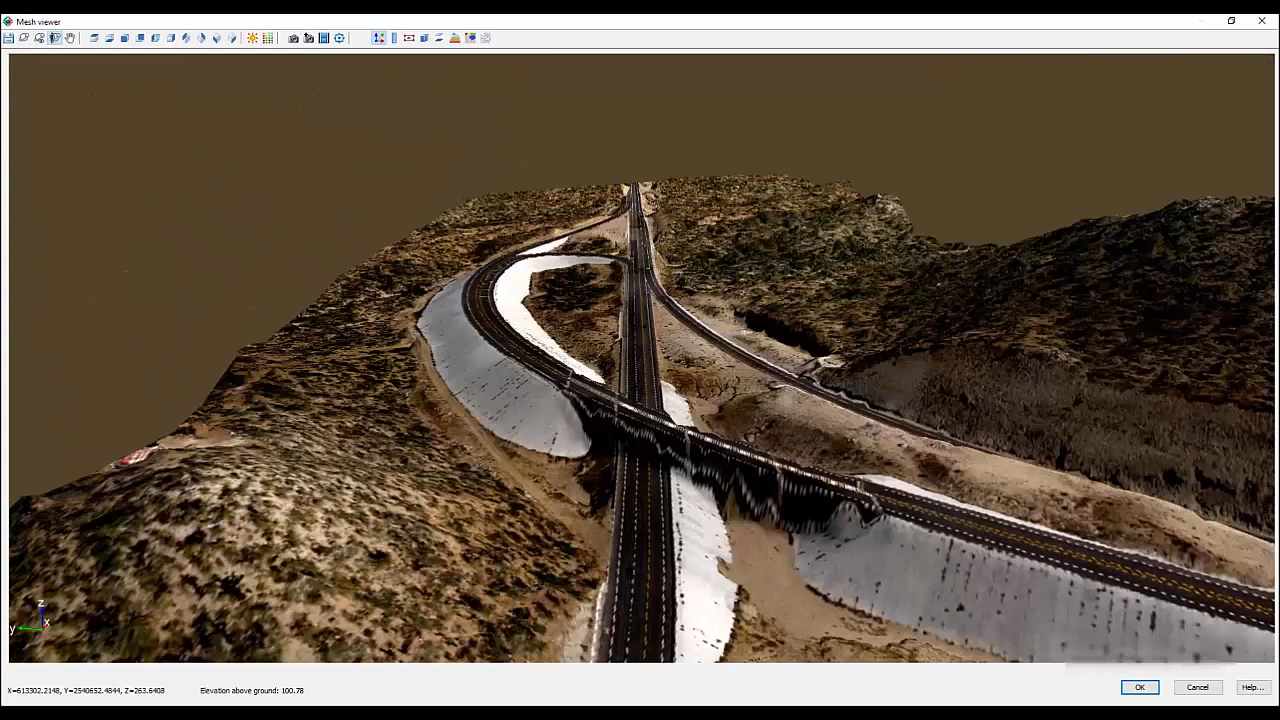 Mesh viewer
z
y
x
X=613302.2148, Y=2540652.4844, Z=263.6408
Elevation above ground: 100.78
OK
Cancel
Help...